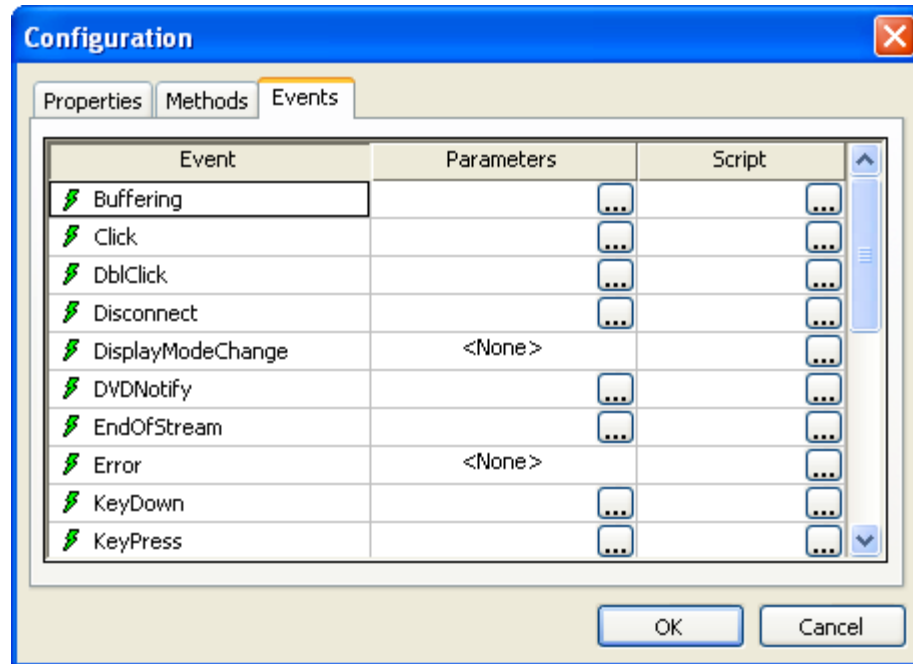 Configuration
Properties Methods Events
Event Parameters Script
Buffering ... ...
Click ... ...
DblClick ... ...
Disconnect ... ...
DisplayModeChange <None> ...
DVDNotify ... ...
EndOfStream ... ...
Error <None> ...
KeyDown ... ...
KeyPress ... ...
OK Cancel